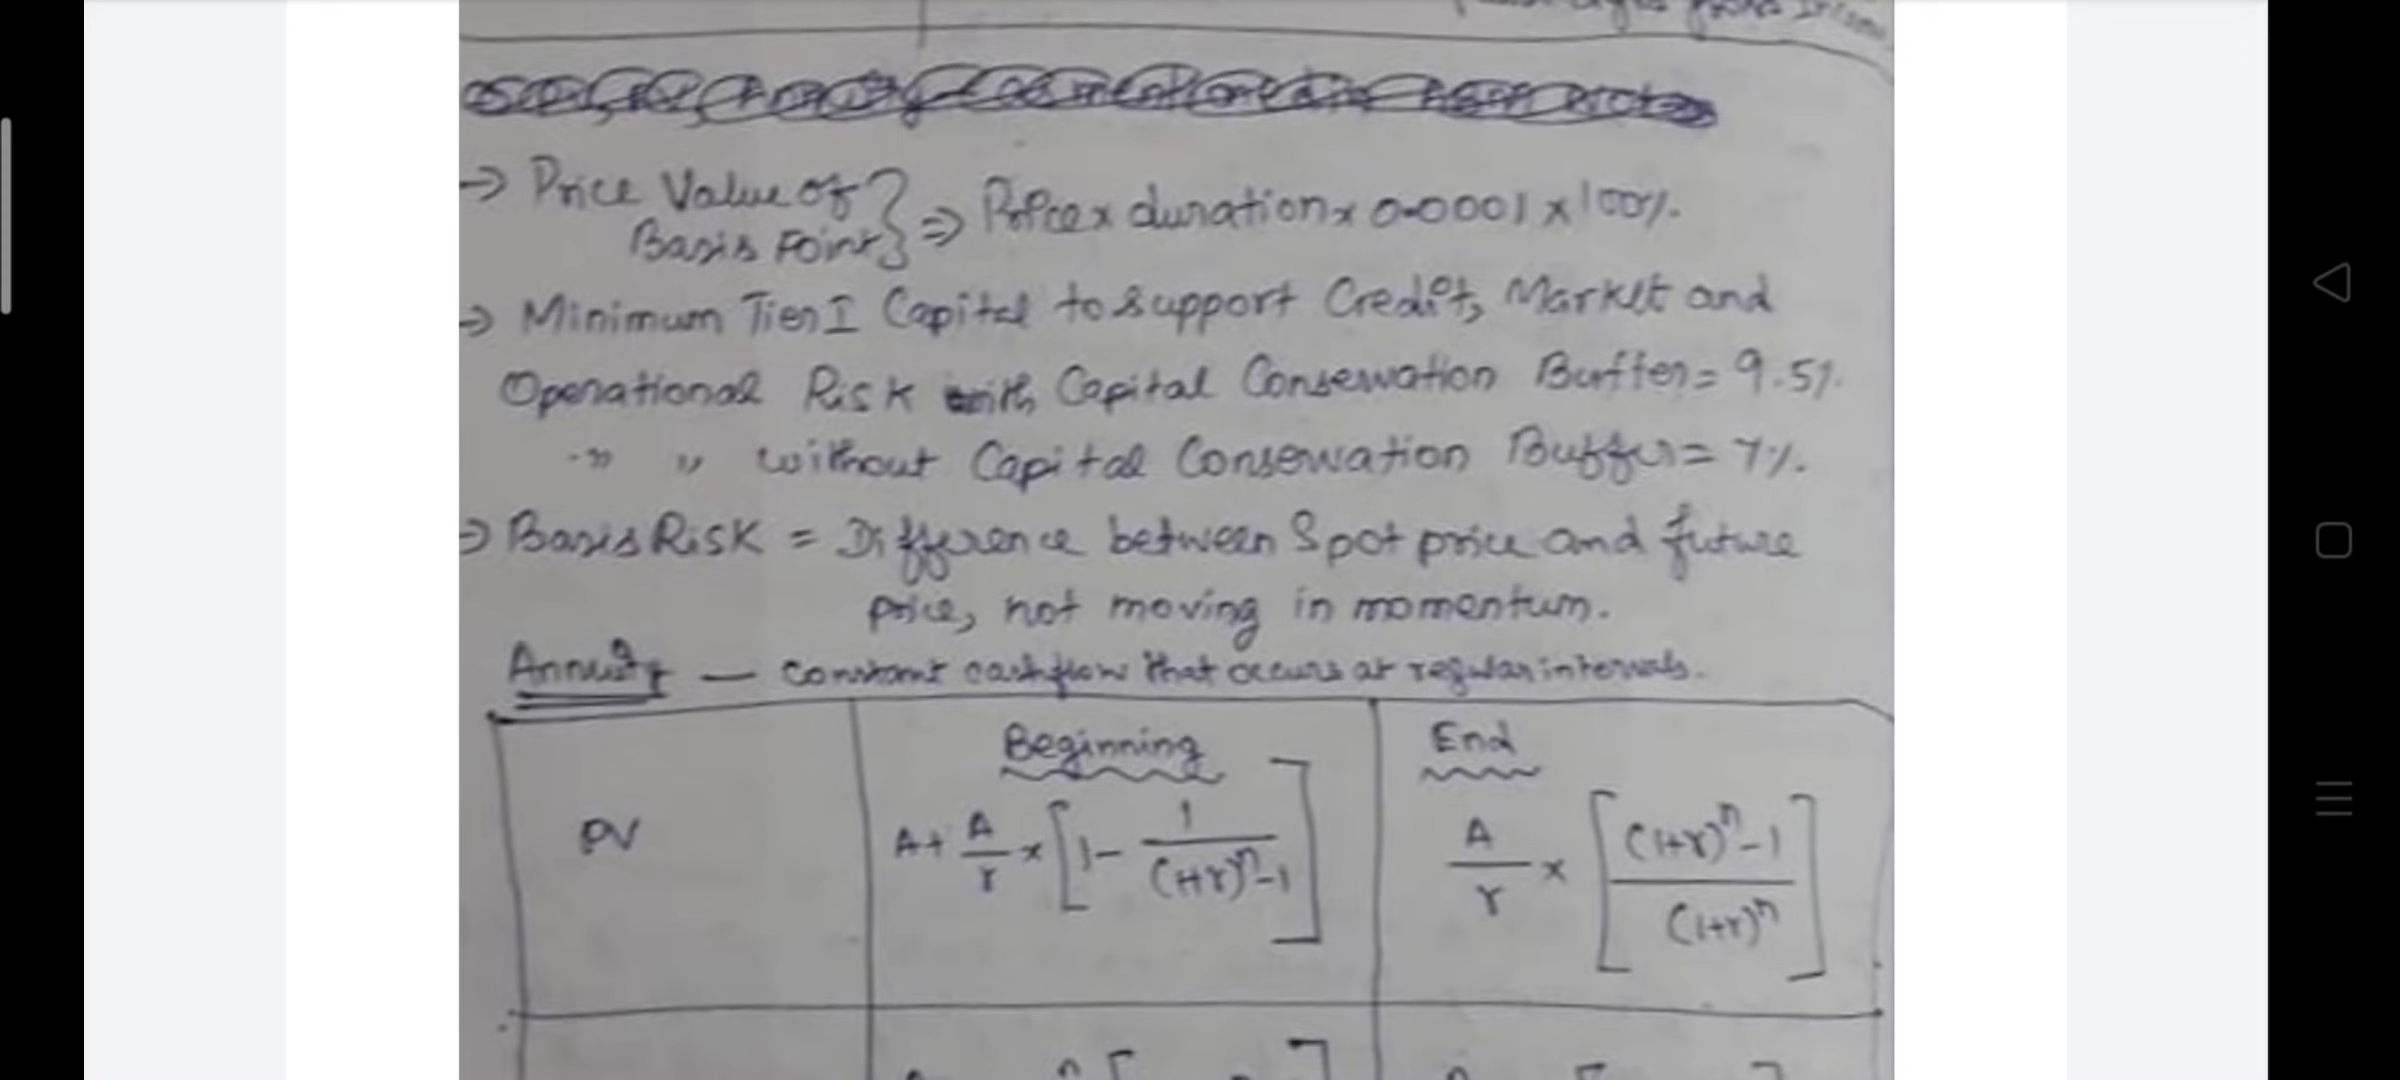 → Price Value of } ⇒ Price x duration x 0.0001 x 100%.
Basis Point
⇒ Minimum Tier I Capital to support Credit, Market and
Operational Risk with Capital Conservation Buffer = 9.5%.
" " without Capital Conservation Buffer = 7%.
⇒ Basis Risk = Difference between Spot price and future
price, not moving in momentum.
Annuity — constant cashflow that occurs at regular intervals.
Beginning End
PV A + A/r x [1 - 1/(1+r)^n-1] A/r x [(1+r)^n-1/(1+r)^n]